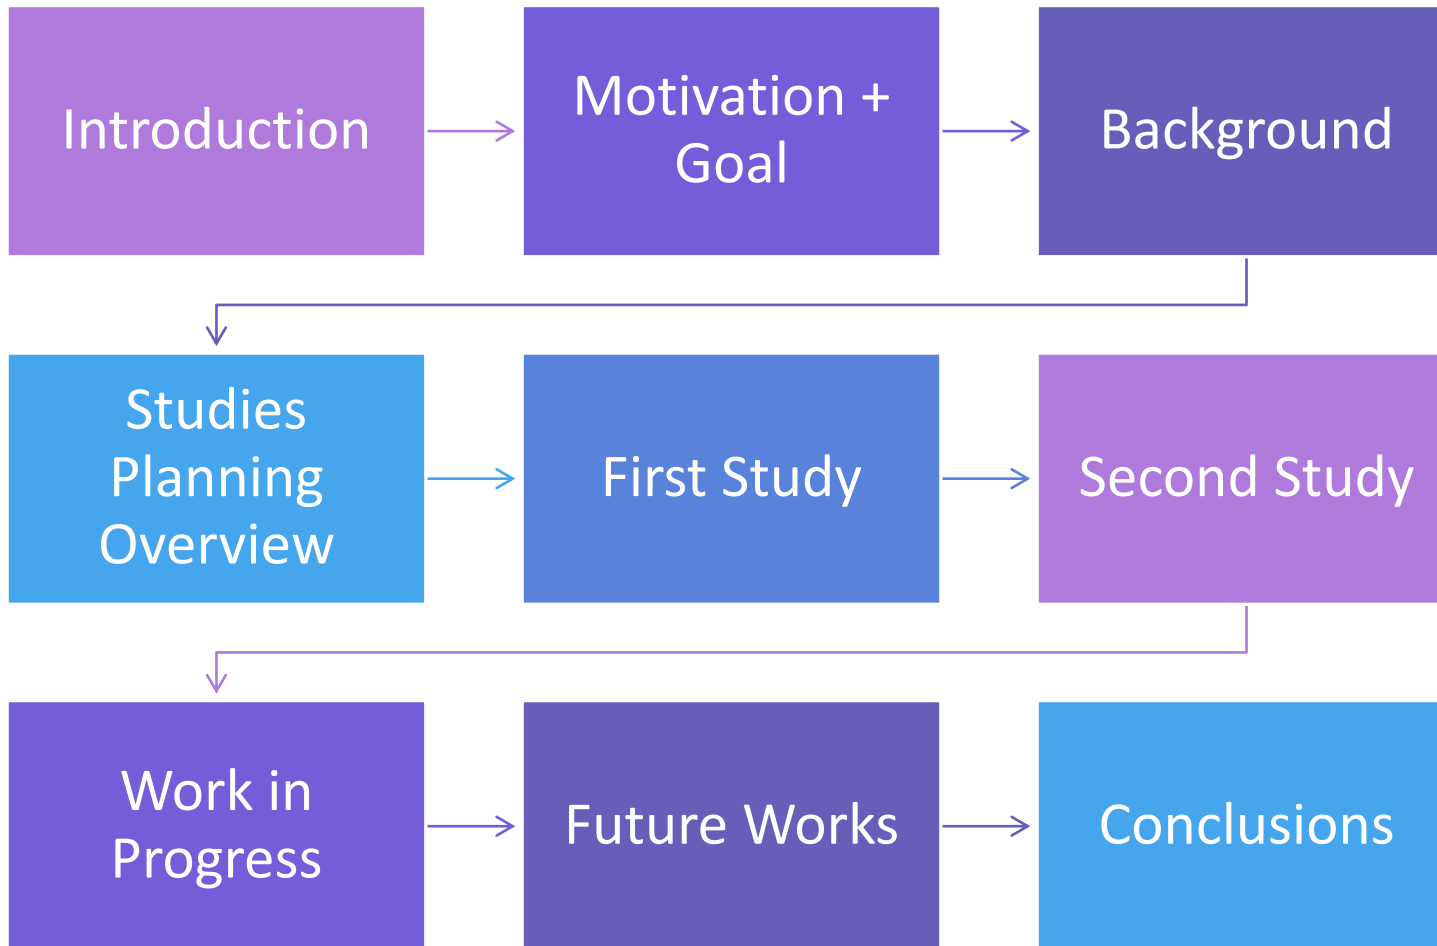 Introduction
Motivation +
Goal
Background
Studies
Planning
Overview
First Study
Second Study
Work in
Progress
Future Works
Conclusions